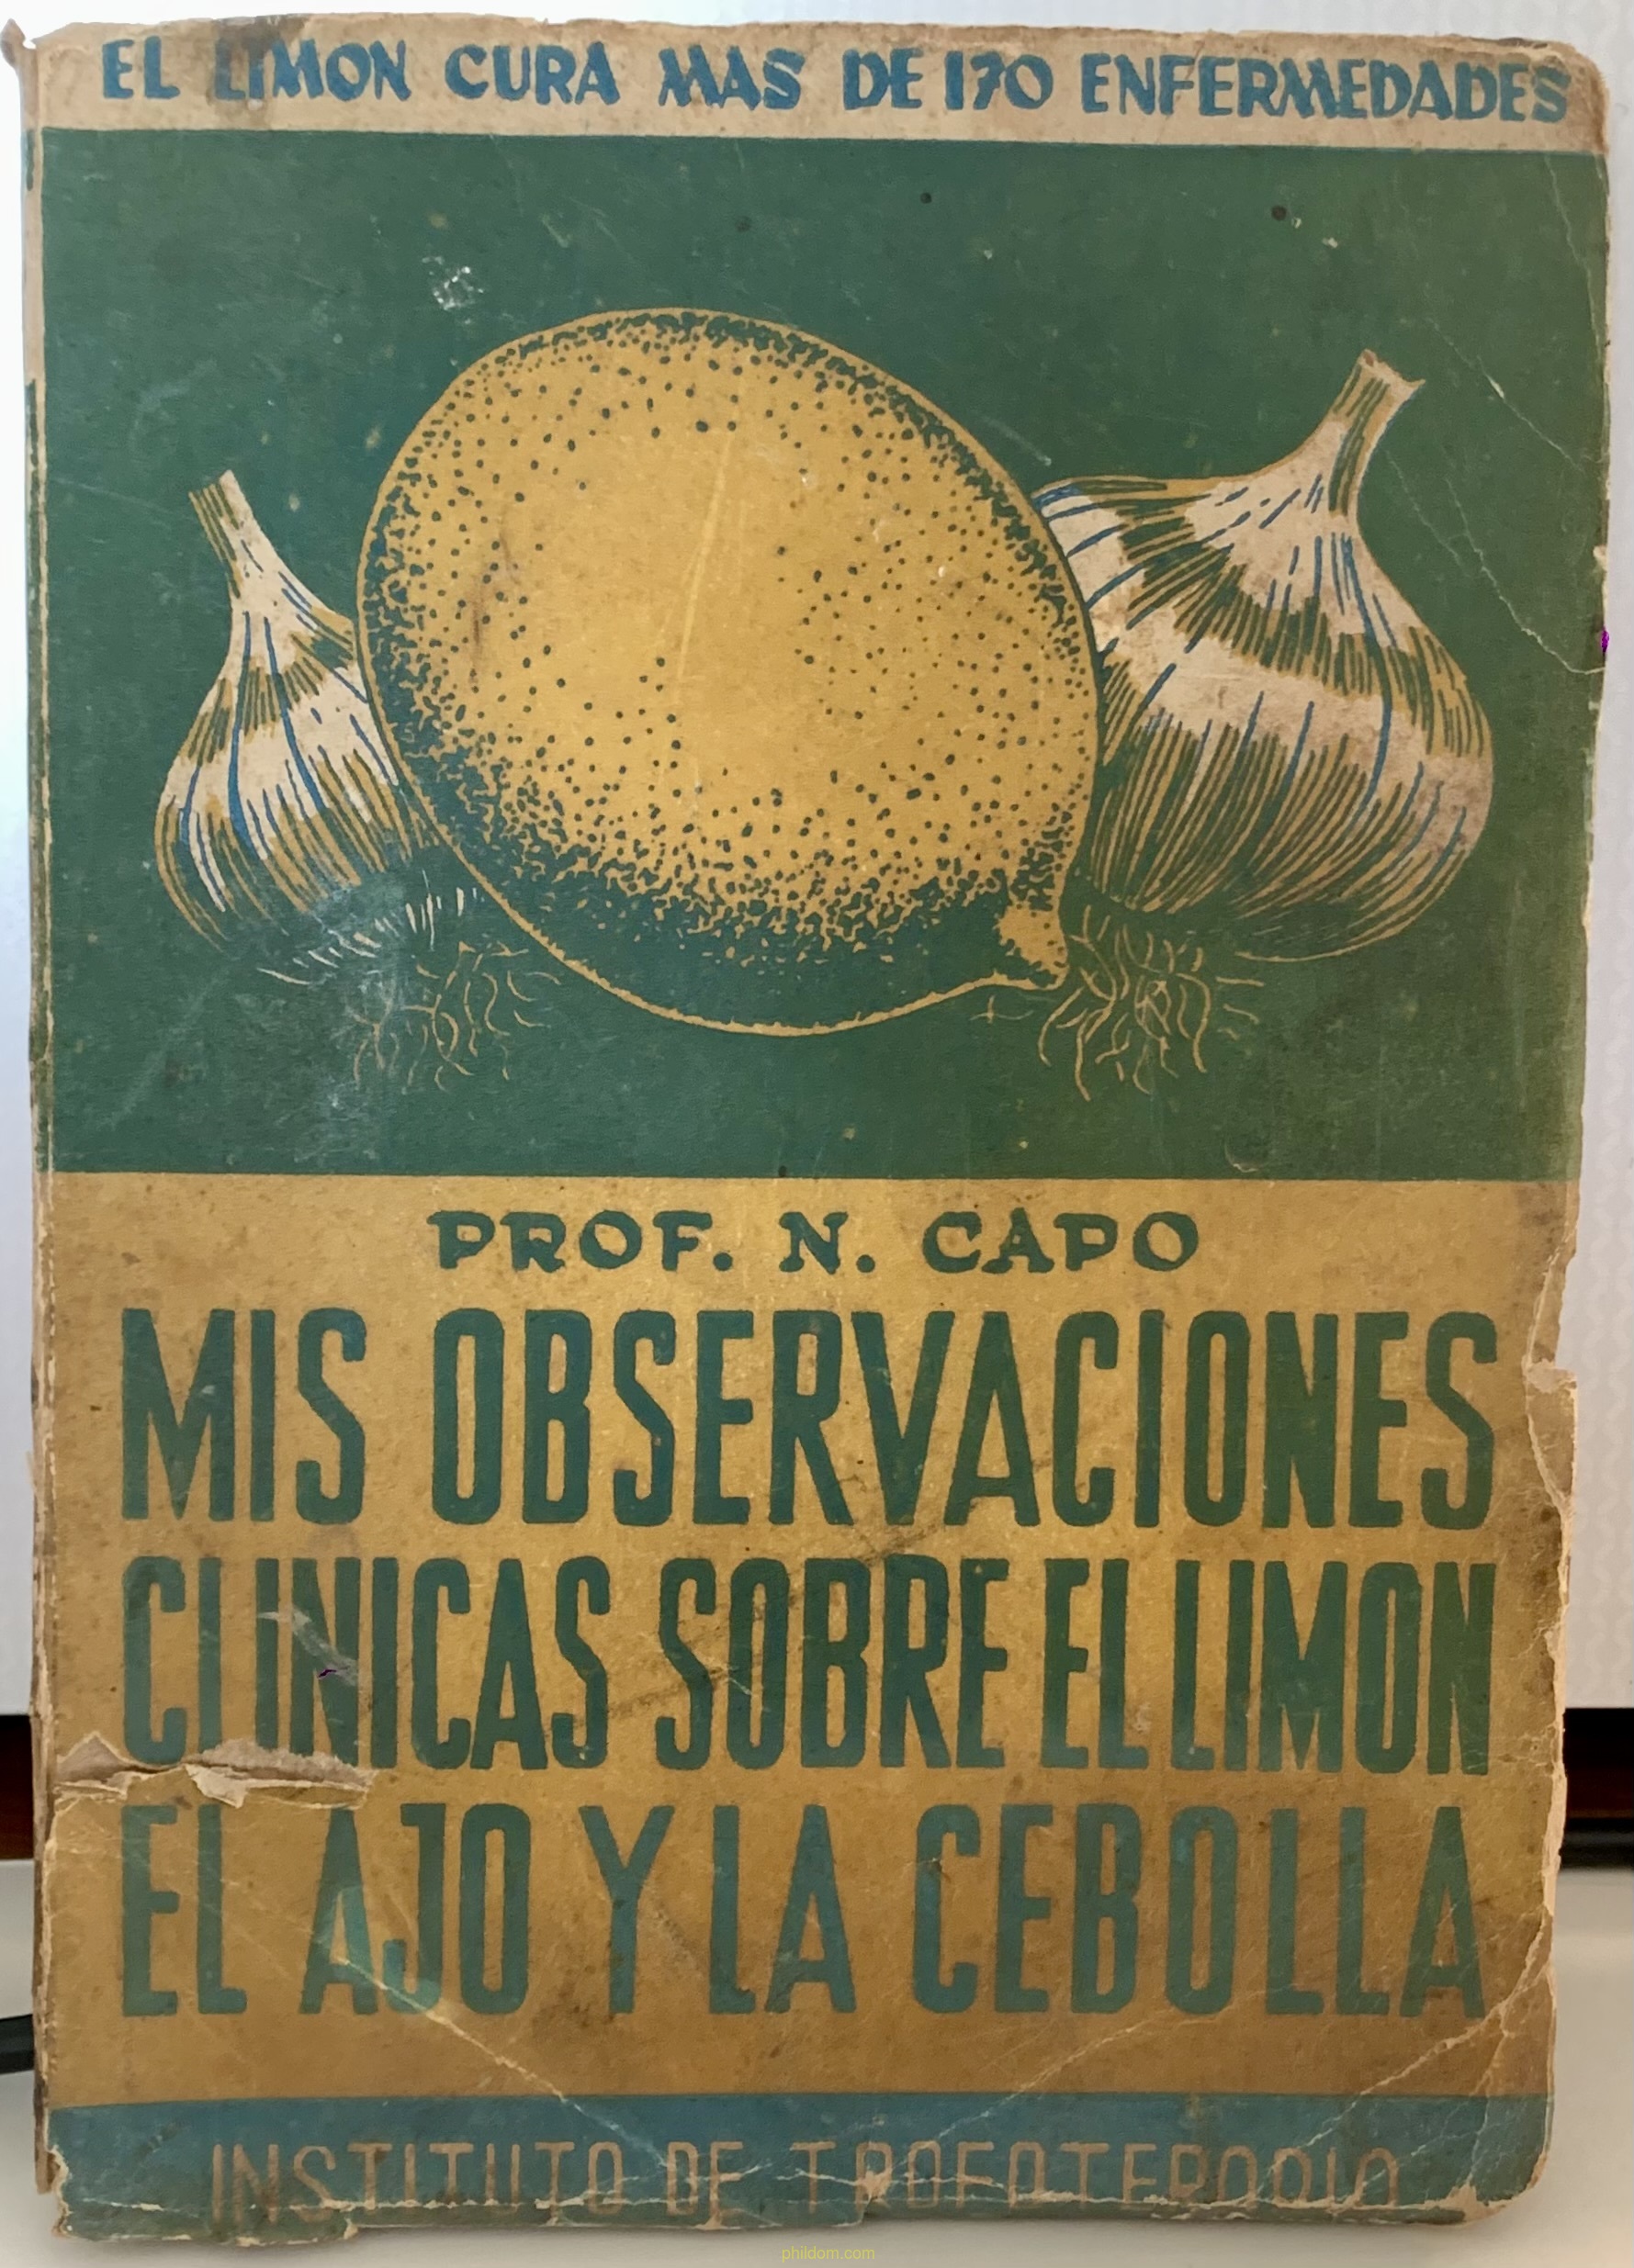 EL LIMON CURA MAS DE 170 ENFERMEDADES
PROF. N. CAPO
MIS OBSERVACIONES
CLINICAS SOBRE EL LIMON
EL AJO Y LA CEBOLLA
INSTITUTO DE TROFOTERAPIA
phildom.com